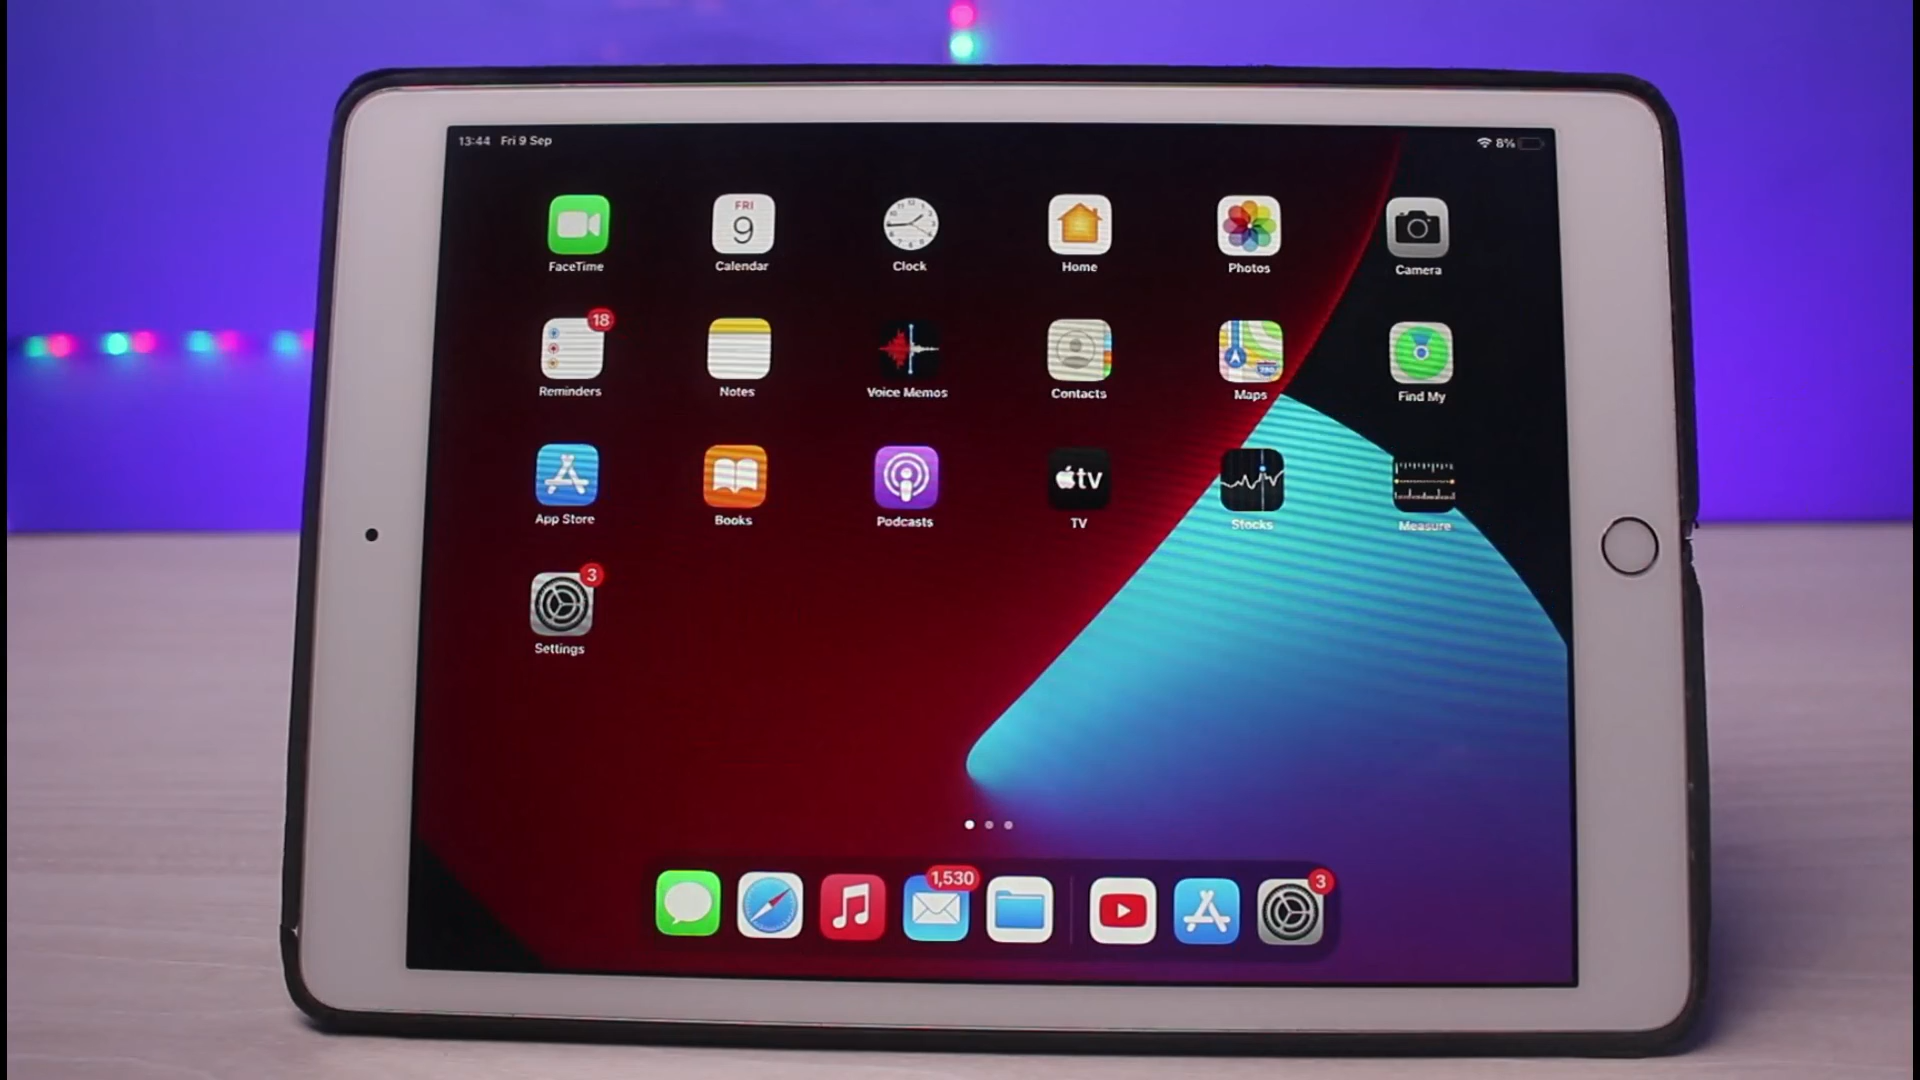 13:44 Fri 9 Sep 8%
FRI
9
FaceTime Calendar Clock Home Photos Camera
18
280
Reminders Notes Voice Memos Contacts Maps Find My
tv
App Store Books Podcasts TV Stocks Measure
3
Settings
1,530 3